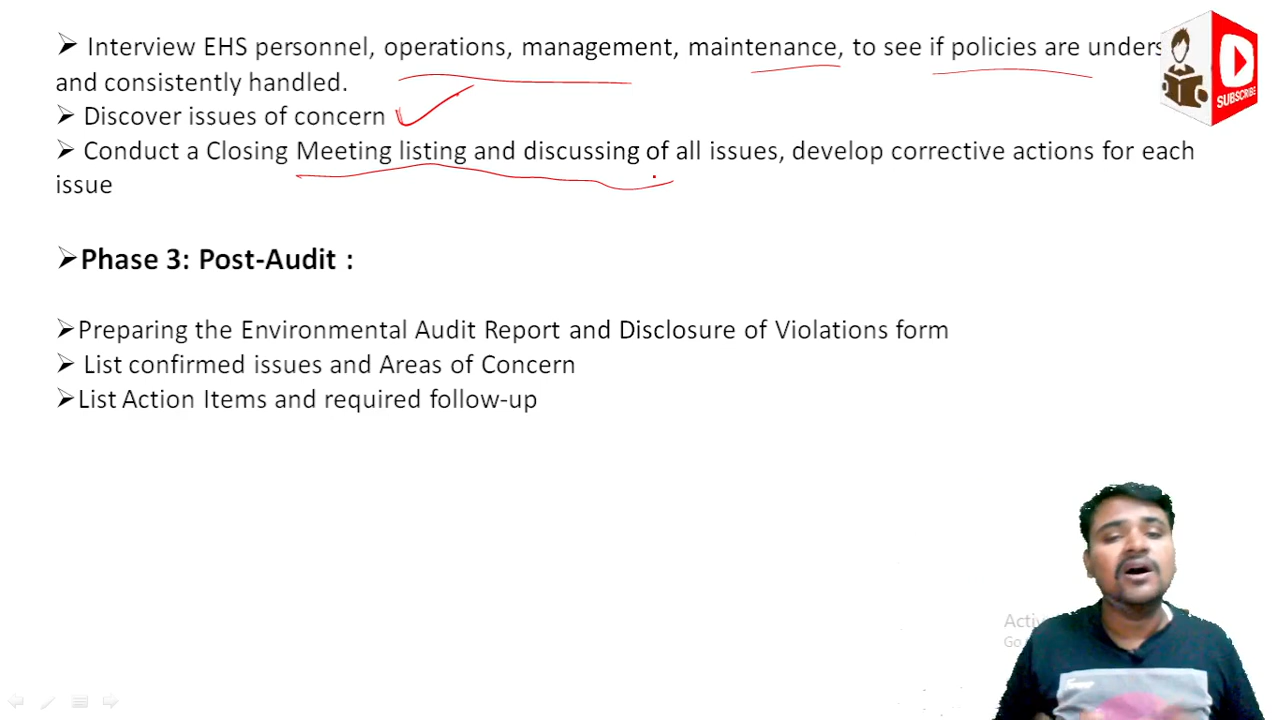 ➢ Interview EHS personnel, operations, management, maintenance, to see if policies are
and consistently handled.
➢ Discover issues of concern
➢ Conduct a Closing Meeting listing and discussing of all issues, develop corrective actions for each
issue
➢Phase 3: Post-Audit :
➢Preparing the Environmental Audit Report and Disclosure of Violations form
➢ List confirmed issues and Areas of Concern
➢List Action Items and required follow-up
SUBSCRIBE
Go